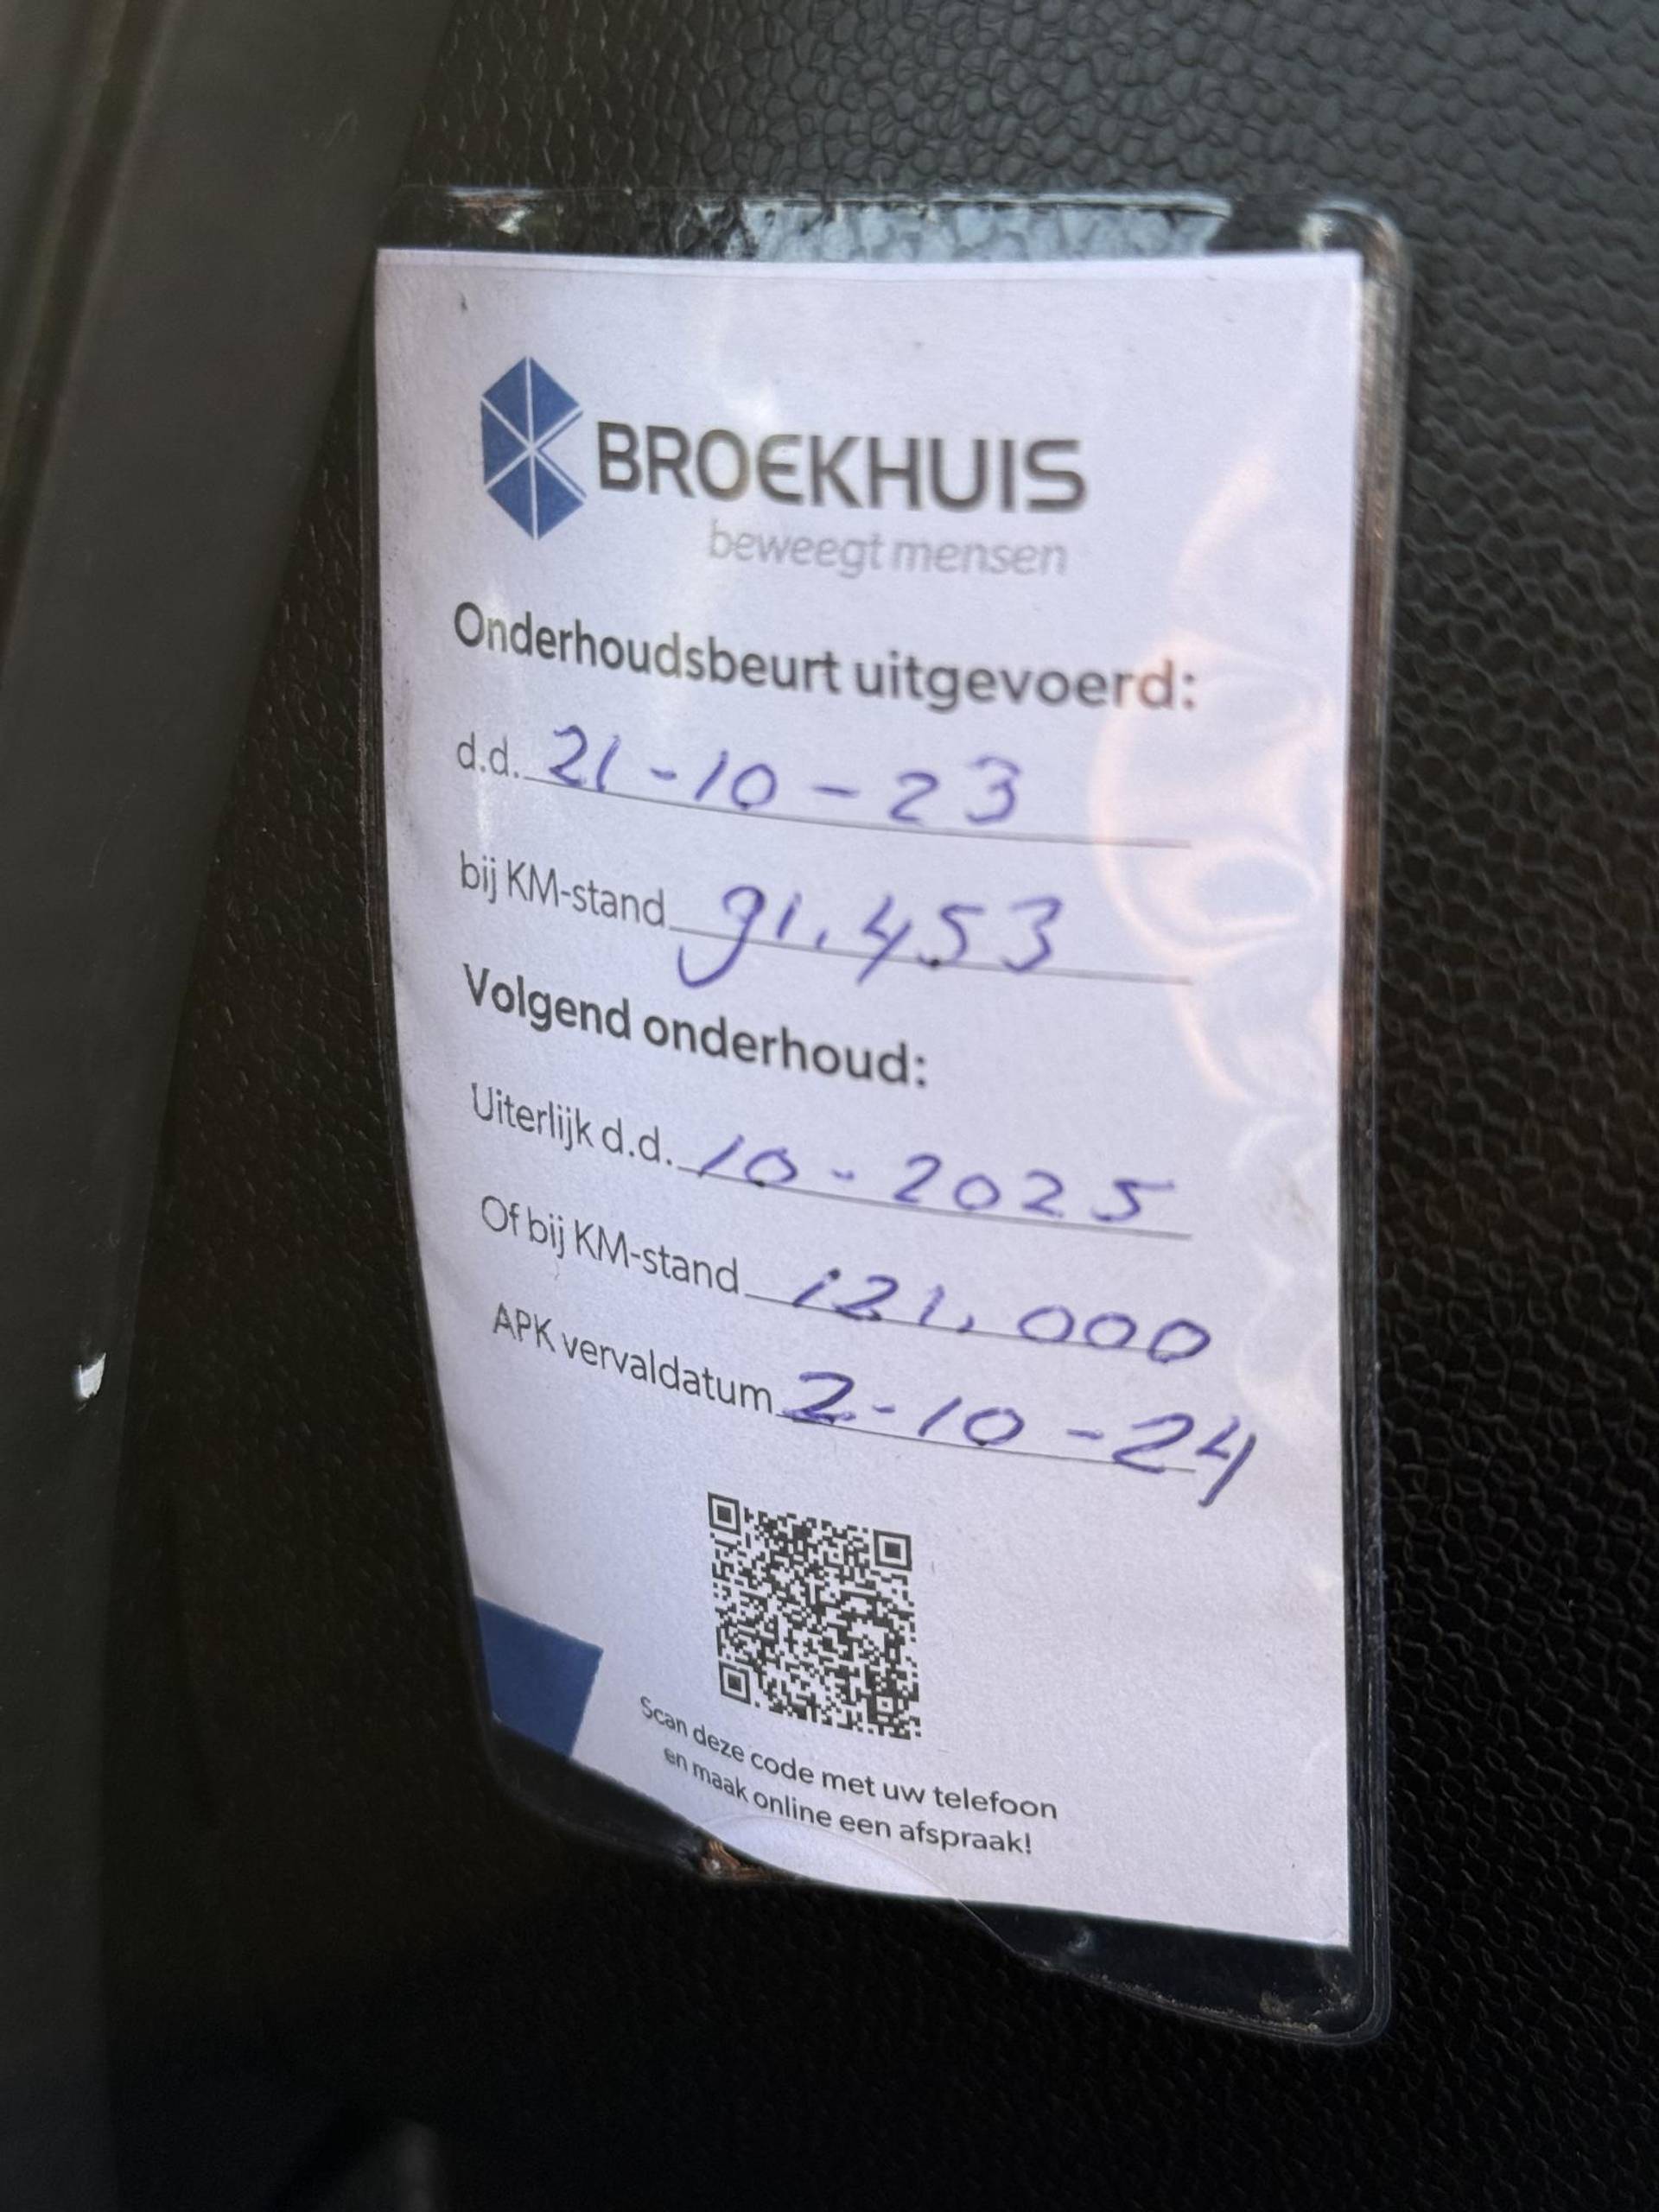 BROEKHUIS
beweegt mensen
Onderhoudsbeurt uitgevoerd:
d.d. 21-10-23
bij KM-stand 91.453
Volgend onderhoud:
Uiterlijk d.d. 10-2025
Of bij KM-stand 121.000
APK vervaldatum 2-10-24
Scan deze code met uw telefoon
en maak online een afspraak!